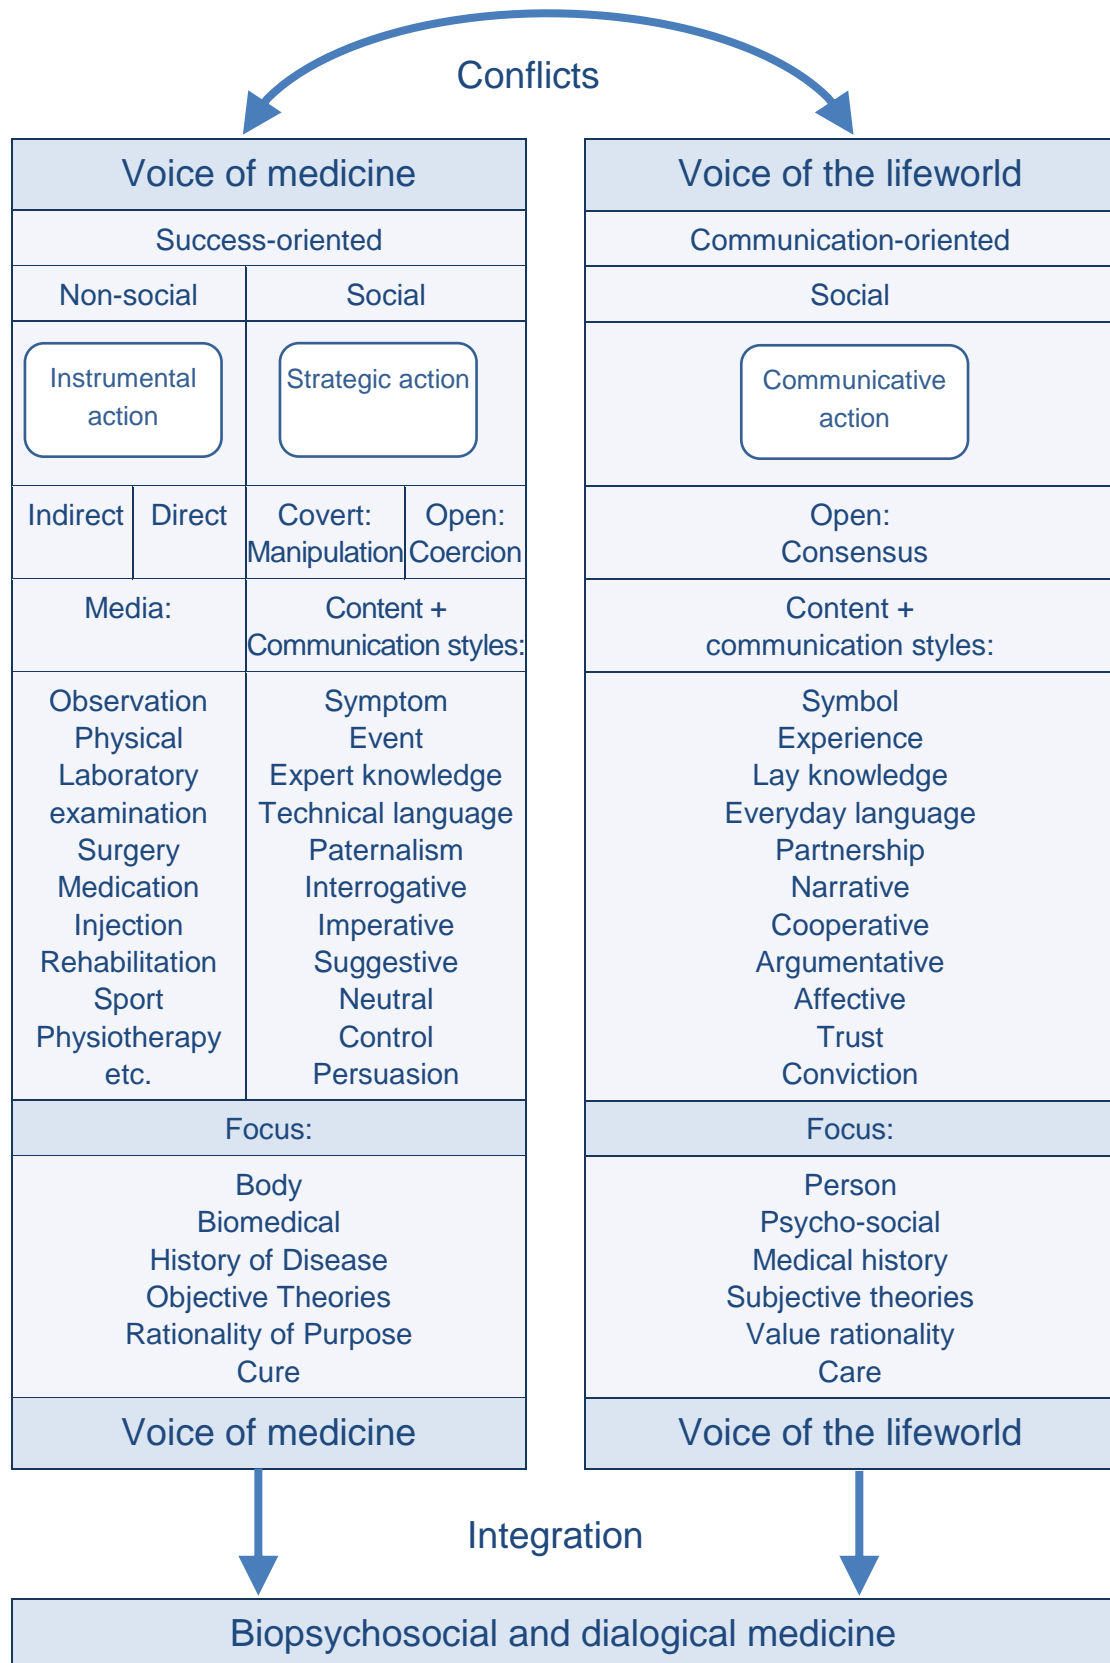 Conflicts
Voice of medicine
Success-oriented
Non-social
Social
Instrumental
action
Strategic action
Indirect
Direct
Covert:
Manipulation
Open:
Coercion
Media:
Content +
Communication styles:
Observation
Physical
Laboratory
examination
Surgery
Medication
Injection
Rehabilitation
Sport
Physiotherapy
etc.
Symptom
Event
Expert knowledge
Technical language
Paternalism
Interrogative
Imperative
Suggestive
Neutral
Control
Persuasion
Focus:
Body
Biomedical
History of Disease
Objective Theories
Rationality of Purpose
Cure
Voice of medicine
Voice of the lifeworld
Communication-oriented
Social
Communicative
action
Open:
Consensus
Content +
communication styles:
Symbol
Experience
Lay knowledge
Everyday language
Partnership
Narrative
Cooperative
Argumentative
Affective
Trust
Conviction
Focus:
Person
Psycho-social
Medical history
Subjective theories
Value rationality
Care
Voice of the lifeworld
Integration
Biopsychosocial and dialogical medicine